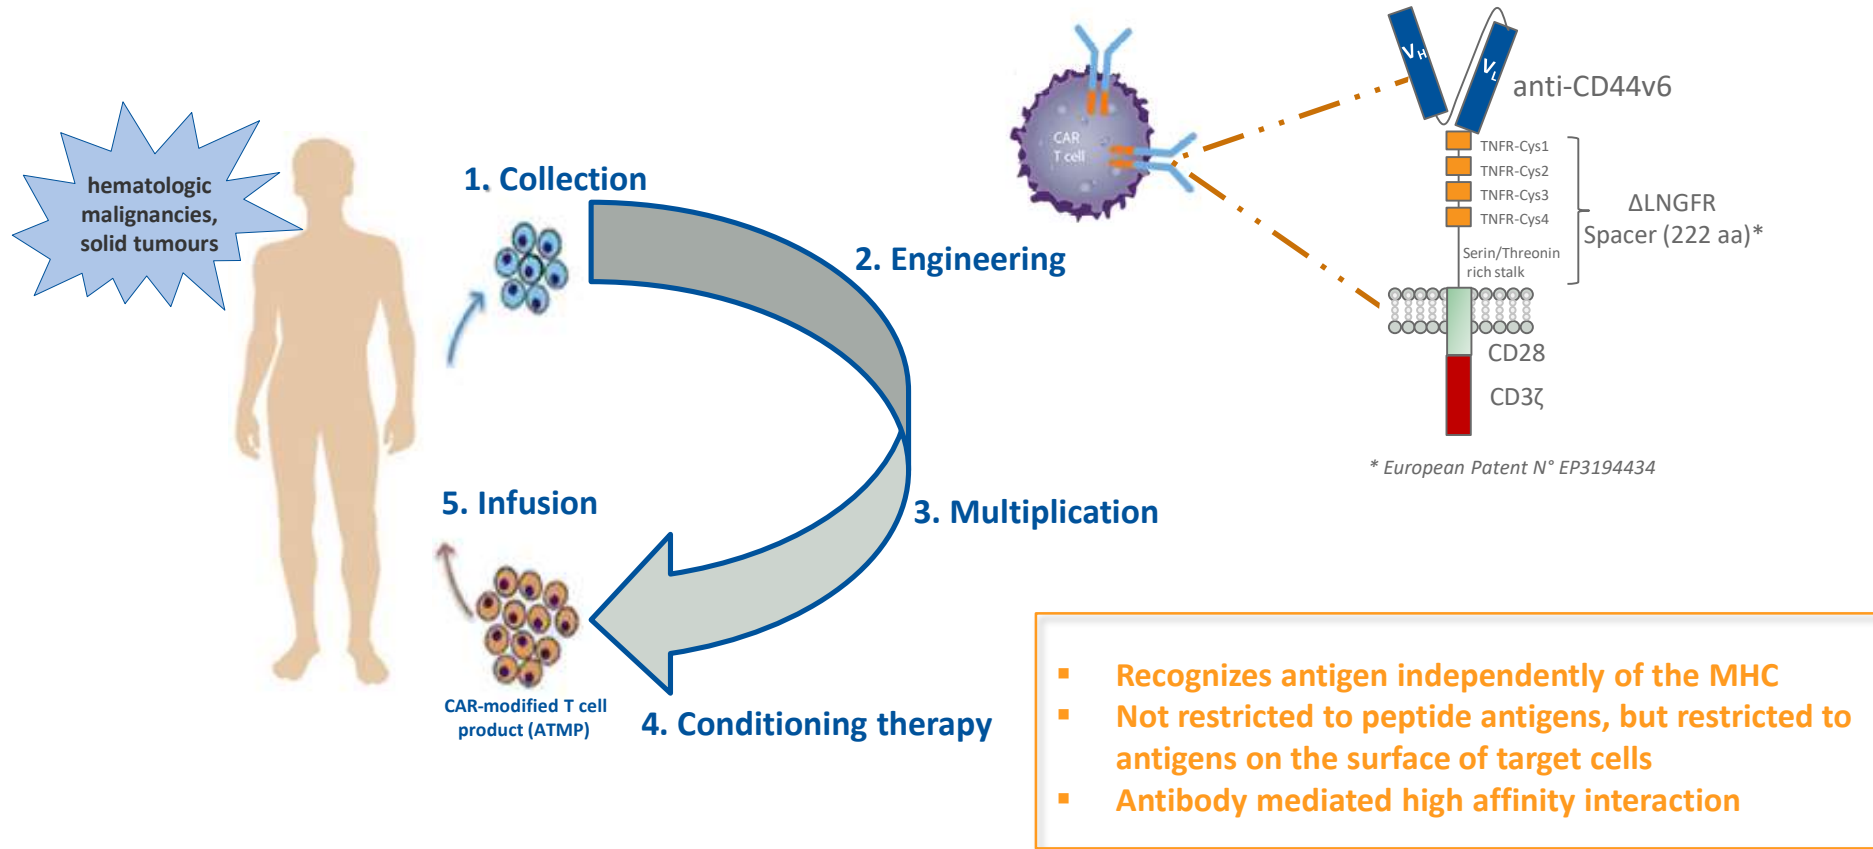 hematologic
malignancies,
solid tumours
1. Collection
2. Engineering
3. Multiplication
4. Conditioning therapy
5. Infusion
CAR-modified T cell
product (ATMP)
CAR
T cell
VH
VL
anti-CD44v6
TNFR-Cys1
TNFR-Cys2
TNFR-Cys3
TNFR-Cys4
Serin/Threonin
rich stalk
ΔLNGFR
Spacer (222 aa)*
CD28
CD3ζ
* European Patent N° EP3194434
▪ Recognizes antigen independently of the MHC
▪ Not restricted to peptide antigens, but restricted to
antigens on the surface of target cells
▪ Antibody mediated high affinity interaction